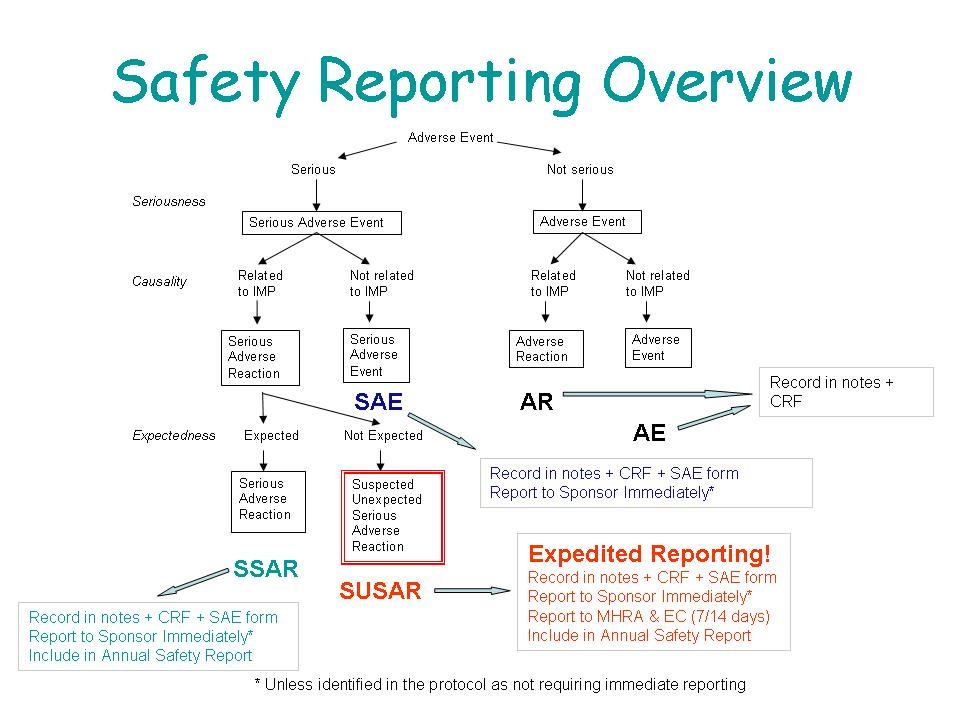 Safety Reporting Overview
Adverse Event
Serious
Not serious
Seriousness
Serious Adverse Event
Adverse Event
Causality
Related
to IMP
Not related
to IMP
Related
to IMP
Not related
to IMP
Serious
Adverse
Reaction
Serious
Adverse
Event
Adverse
Reaction
Adverse
Event
SAE
AR
AE
Record in notes +
CRF
Expectedness
Expected
Not Expected
Record in notes + CRF + SAE form
Report to Sponsor Immediately*
Serious
Adverse
Reaction
Suspected
Unexpected
Serious
Adverse
Reaction
SSAR
SUSAR
Expedited Reporting!
Record in notes + CRF + SAE form
Report to Sponsor Immediately*
Report to MHRA & EC (7/14 days)
Include in Annual Safety Report
Record in notes + CRF + SAE form
Report to Sponsor Immediately*
Include in Annual Safety Report
* Unless identified in the protocol as not requiring immediate reporting